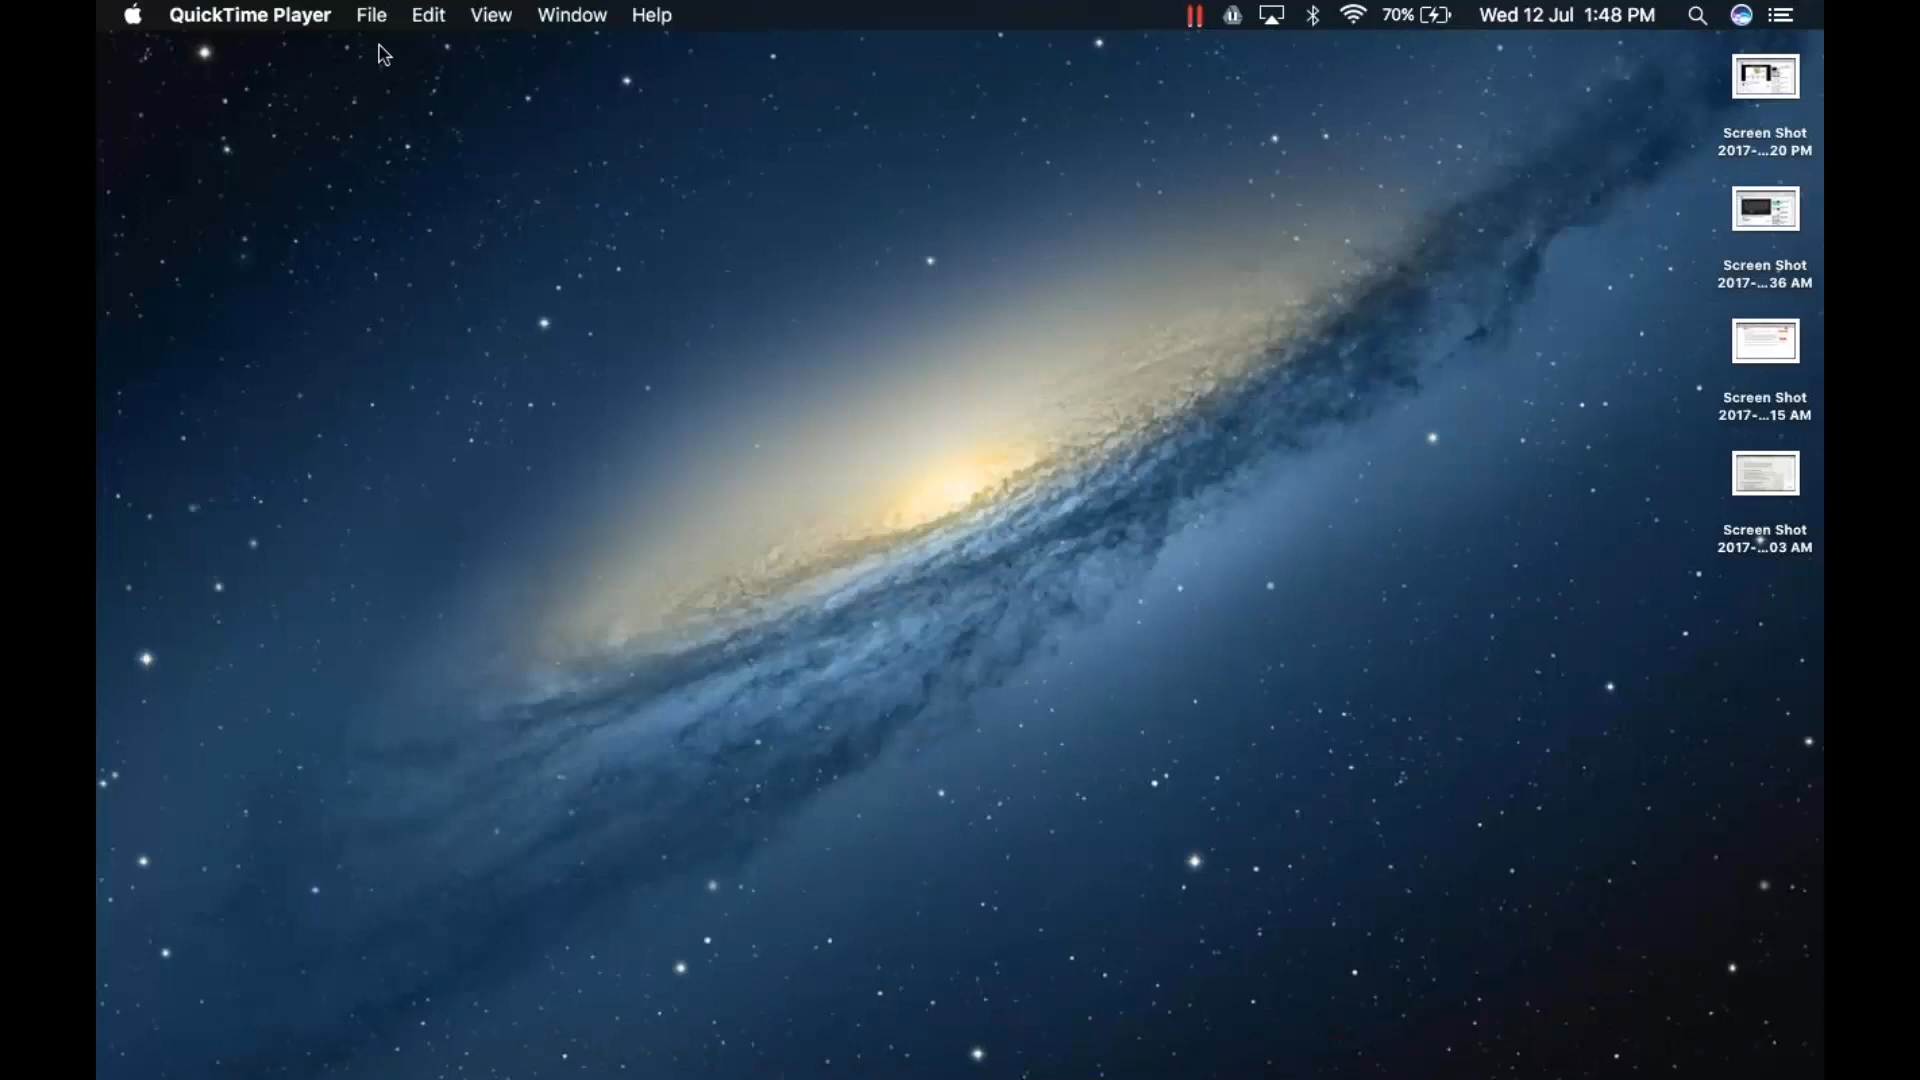 QuickTime Player File Edit View Window Help 70% Wed 12 Jul 1:48 PM
Screen Shot
2017-...20 PM
Screen Shot
2017-...36 AM
Screen Shot
2017-...15 AM
Screen Shot
2017-...03 AM